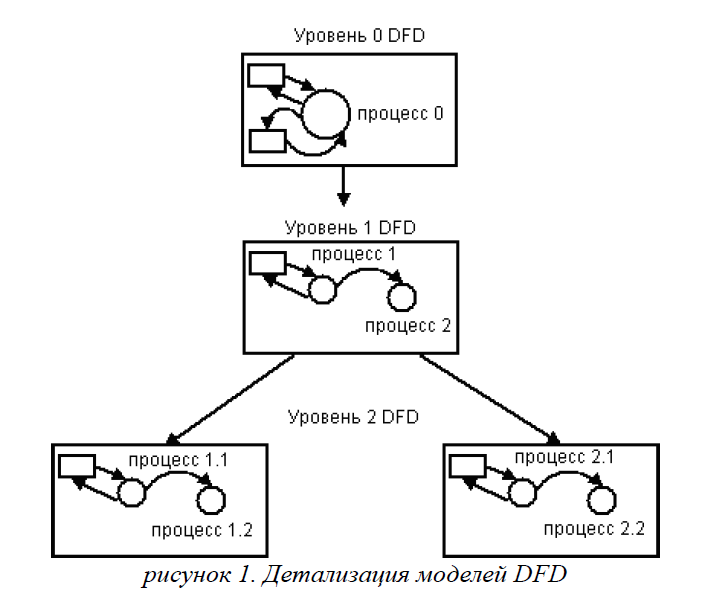 Уровень 0 DFD
процесс 0
Уровень 1 DFD
процесс 1
процесс 2
Уровень 2 DFD
процесс 1.1
процесс 1.2
процесс 2.1
процесс 2.2
рисунок 1. Детализация моделей DFD